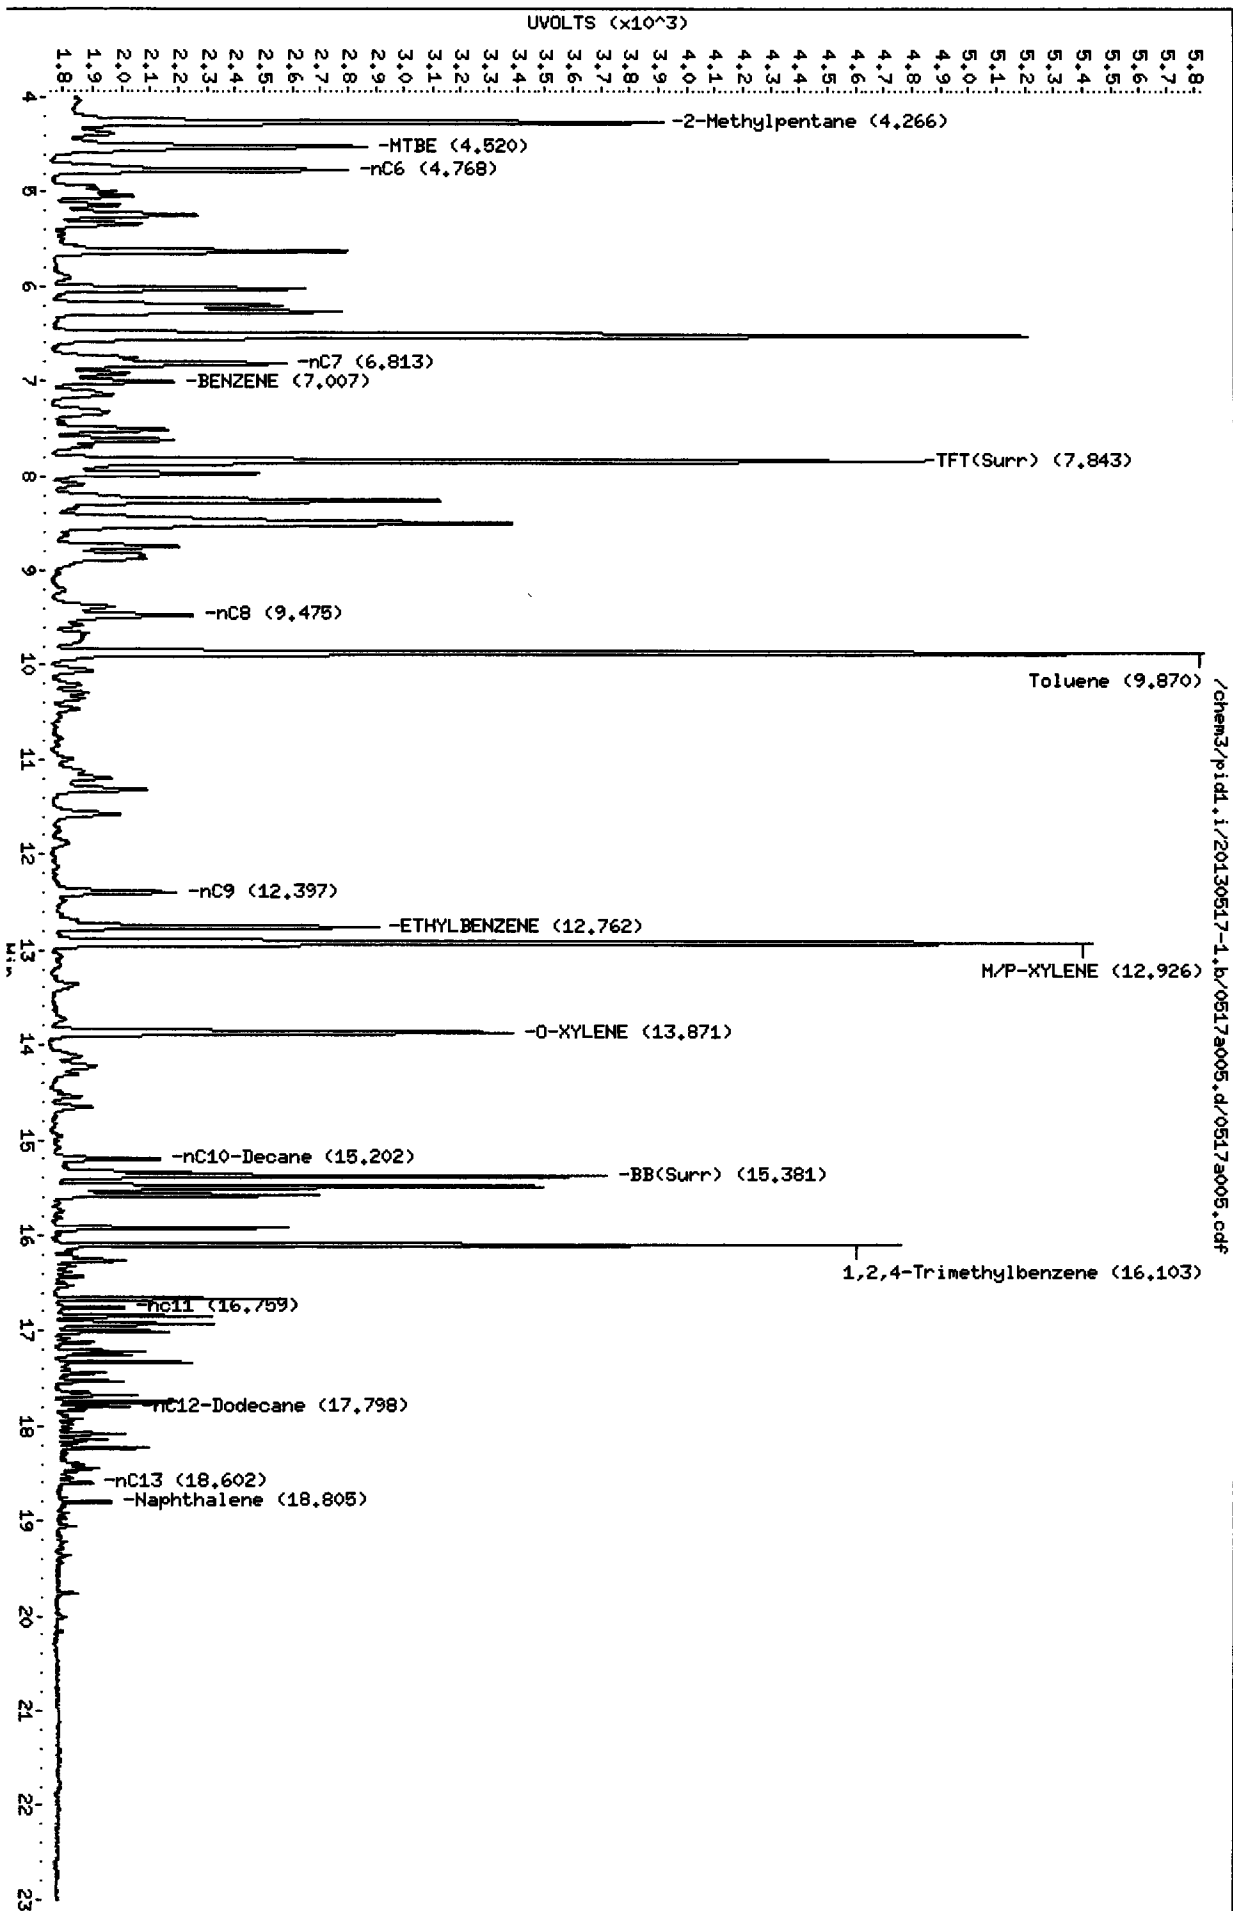 UVOLTS (x10^3)
1.8
1.9
2.0
2.1
2.2
2.3
2.4
2.5
2.6
2.7
2.8
2.9
3.0
3.1
3.2
3.3
3.4
3.5
3.6
3.7
3.8
3.9
4.0
4.1
4.2
4.3
4.4
4.5
4.6
4.7
4.8
4.9
5.0
5.1
5.2
5.3
5.4
5.5
5.6
5.7
5.8
/chem3/pid1.i/20130517-1.b/0517a005.d/0517a005.cdf
-2-Methylpentane (4.266)
-MTBE (4.520)
-nC6 (4.768)
-nC7 (6.813)
-BENZENE (7.007)
-TFT(Surr) (7.843)
-nC8 (9.475)
Toluene (9.870)
-nC9 (12.397)
-ETHYLBENZENE (12.762)
M/P-XYLENE (12.926)
-O-XYLENE (13.871)
-nC10-Decane (15.202)
-BB(Surr) (15.381)
1,2,4-Trimethylbenzene (16.103)
-nc11 (16.759)
-nC12-Dodecane (17.798)
-nC13 (18.602)
-Naphthalene (18.805)
4
5
6
7
8
9
10
11
12
13
14
15
16
17
18
19
20
21
22
23
Min